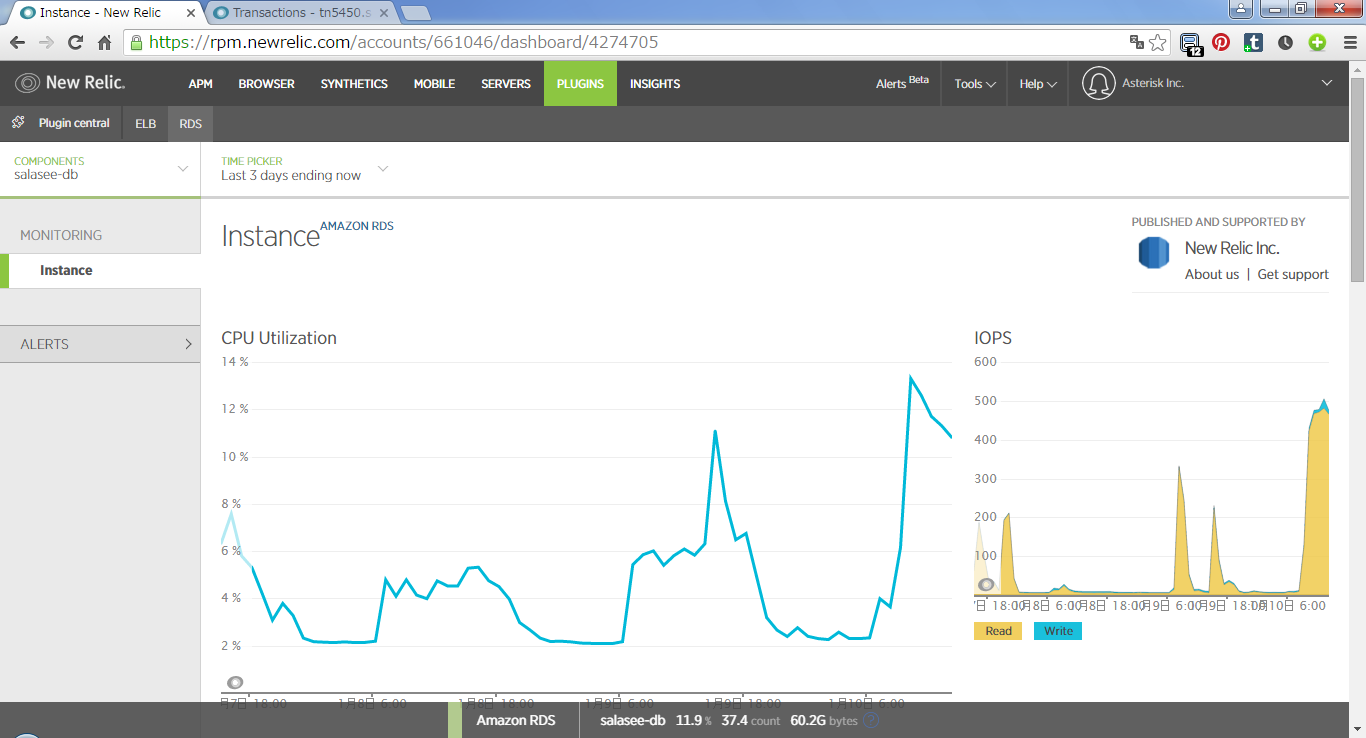 Instance - New Relic
Transactions - tn5450.s
https://rpm.newrelic.com/accounts/661046/dashboard/4274705
12
New Relic.
APM BROWSER SYNTHETICS MOBILE SERVERS PLUGINS INSIGHTS
Alerts Beta Tools Help Asterisk Inc.
Plugin central ELB RDS
COMPONENTS
salasee-db
TIME PICKER
Last 3 days ending now
MONITORING
Instance
ALERTS
Instance AMAZON RDS
PUBLISHED AND SUPPORTED BY
New Relic Inc.
About us | Get support
CPU Utilization
14 %
12 %
10 %
8 %
6 %
4 %
2 %
月7日 18:00 1月8日 6:00 1月8日 18:00 1月9日 6:00 1月9日 18:00 1月10日 6:00
IOPS
600
500
400
300
200
100
7日 18:00 月8日 6:00 月8日 18:00 月9日 6:00 月9日 18:00 月10日 6:00
Read Write
Amazon RDS salasee-db 11.9 % 37.4 count 60.2G bytes ?